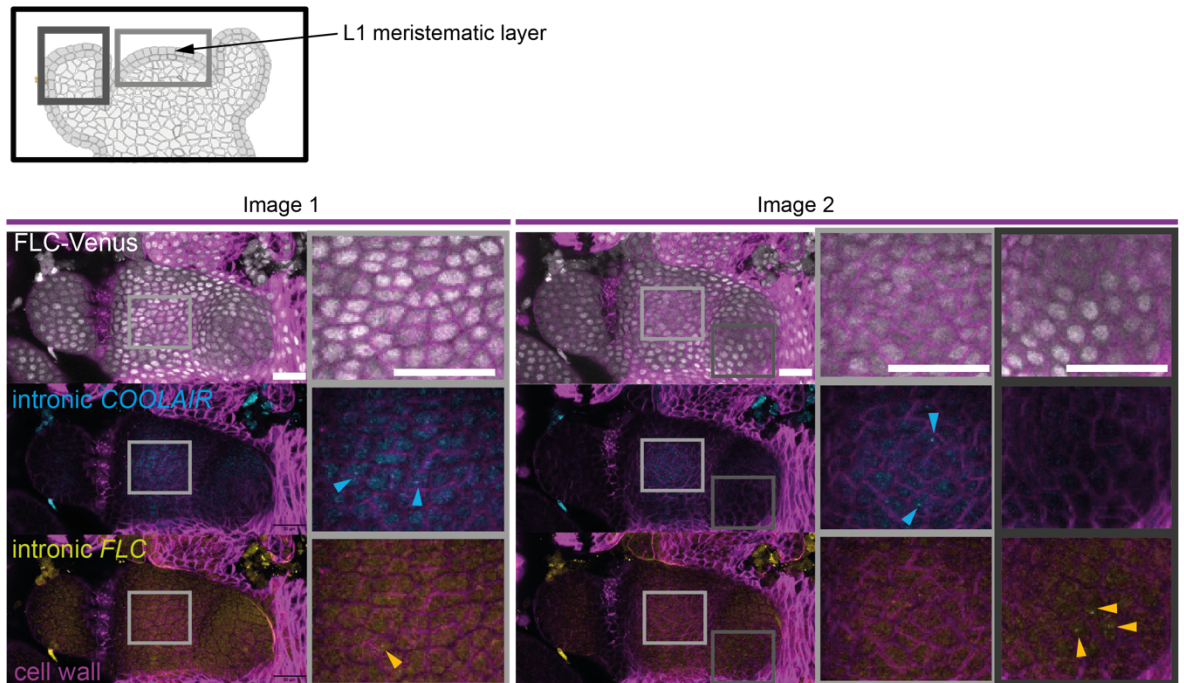 L1 meristematic layer
Image 1
Image 2
FLC-Venus
intronic COOLAIR
intronic FLC
cell wall